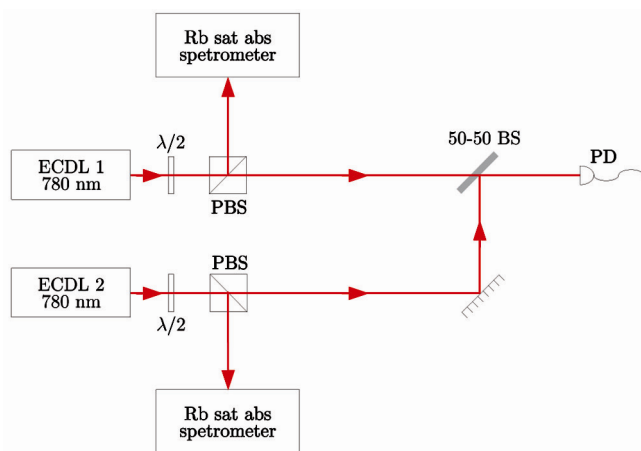 Rb sat abs
spetrometer
λ/2
50-50 BS
PD
ECDL 1
780 nm
PBS
PBS
ECDL 2
780 nm
λ/2
Rb sat abs
spetrometer